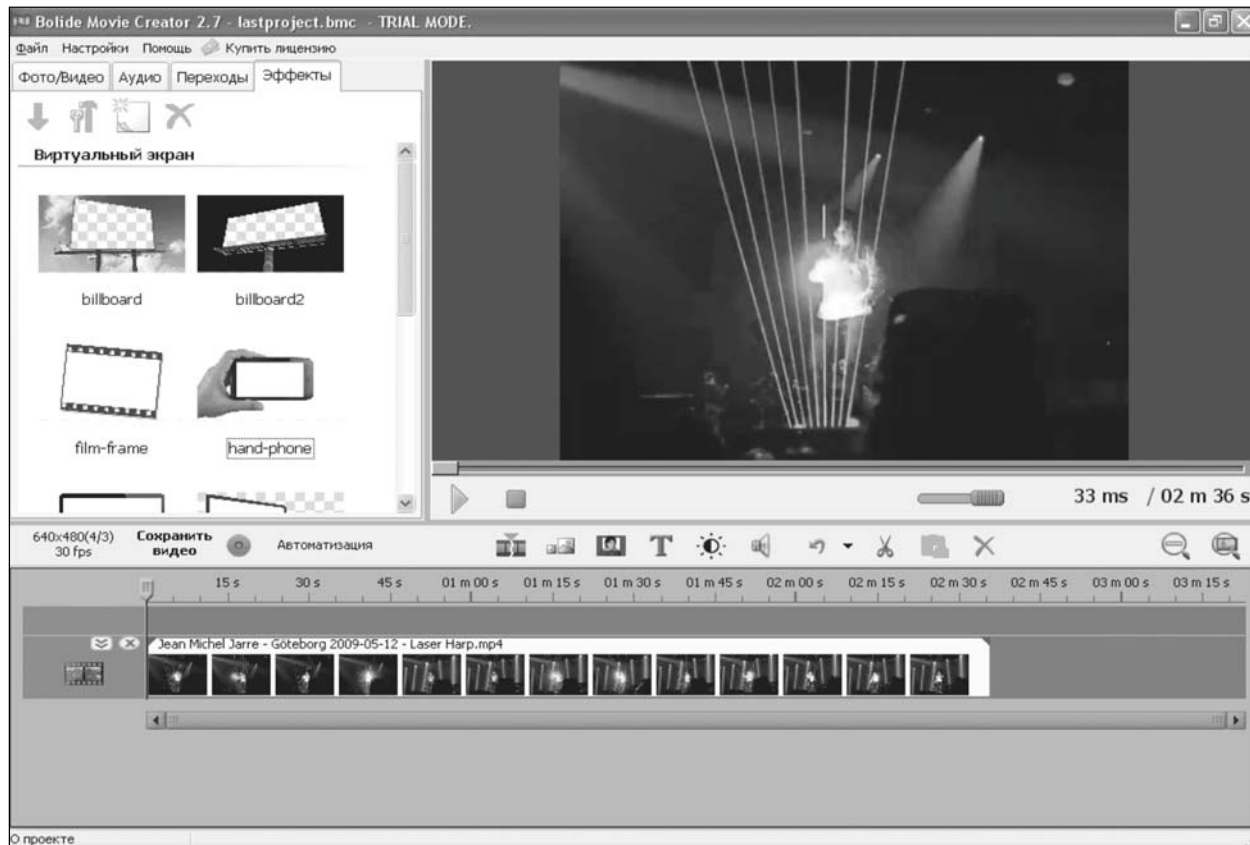 Bolide Movie Creator 2.7 - lastproject.bmc - TRIAL MODE.
Файл Настройки Помощь Купить лицензию
Фото/Видео Аудио Переходы Эффекты
Виртуальный экран
billboard billboard2
film-frame hand-phone
33 ms / 02 m 36 s
640x480(4/3)
30 fps
Сохранить
видео
Автоматизация
15 s 30 s 45 s 01 m 00 s 01 m 15 s 01 m 30 s 01 m 45 s 02 m 00 s 02 m 15 s 02 m 30 s 02 m 45 s 03 m 00 s 03 m 15 s
Jean Michel Jarre - Göteborg 2009-05-12 - Laser Harp.mp4
О проекте